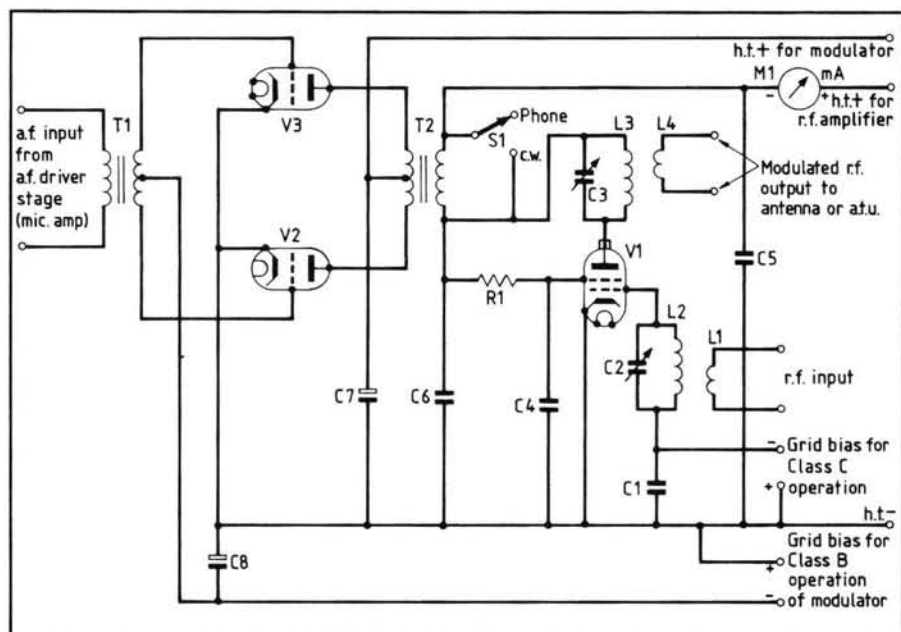 h.t.+ for modulator
M1
mA
-
+
h.t.+ for
r.f. amplifier
T1
V3
T2
Phone
S1
c.w.
L3
L4
a.f. input
from
a.f. driver
stage
(mic. amp)
C3
Modulated r.f.
output to
antenna or a.t.u.
V2
V1
C5
R1
L2
L1
C2
r.f. input
C7
C6
C4
-
Grid bias for
Class C
operation
+
C1
h.t.-
C8
Grid bias for
Class B
operation
of modulator
+
-